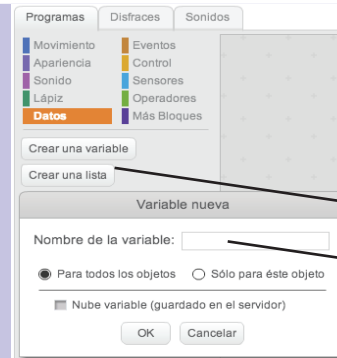 Programas Disfraces Sonidos
Movimiento Eventos
Apariencia Control
Sonido Sensores
Lápiz Operadores
Datos Más Bloques
Crear una variable
Crear una lista
Variable nueva
Nombre de la variable:
Para todos los objetos Sólo para éste objeto
Nube variable (guardado en el servidor)
OK Cancelar